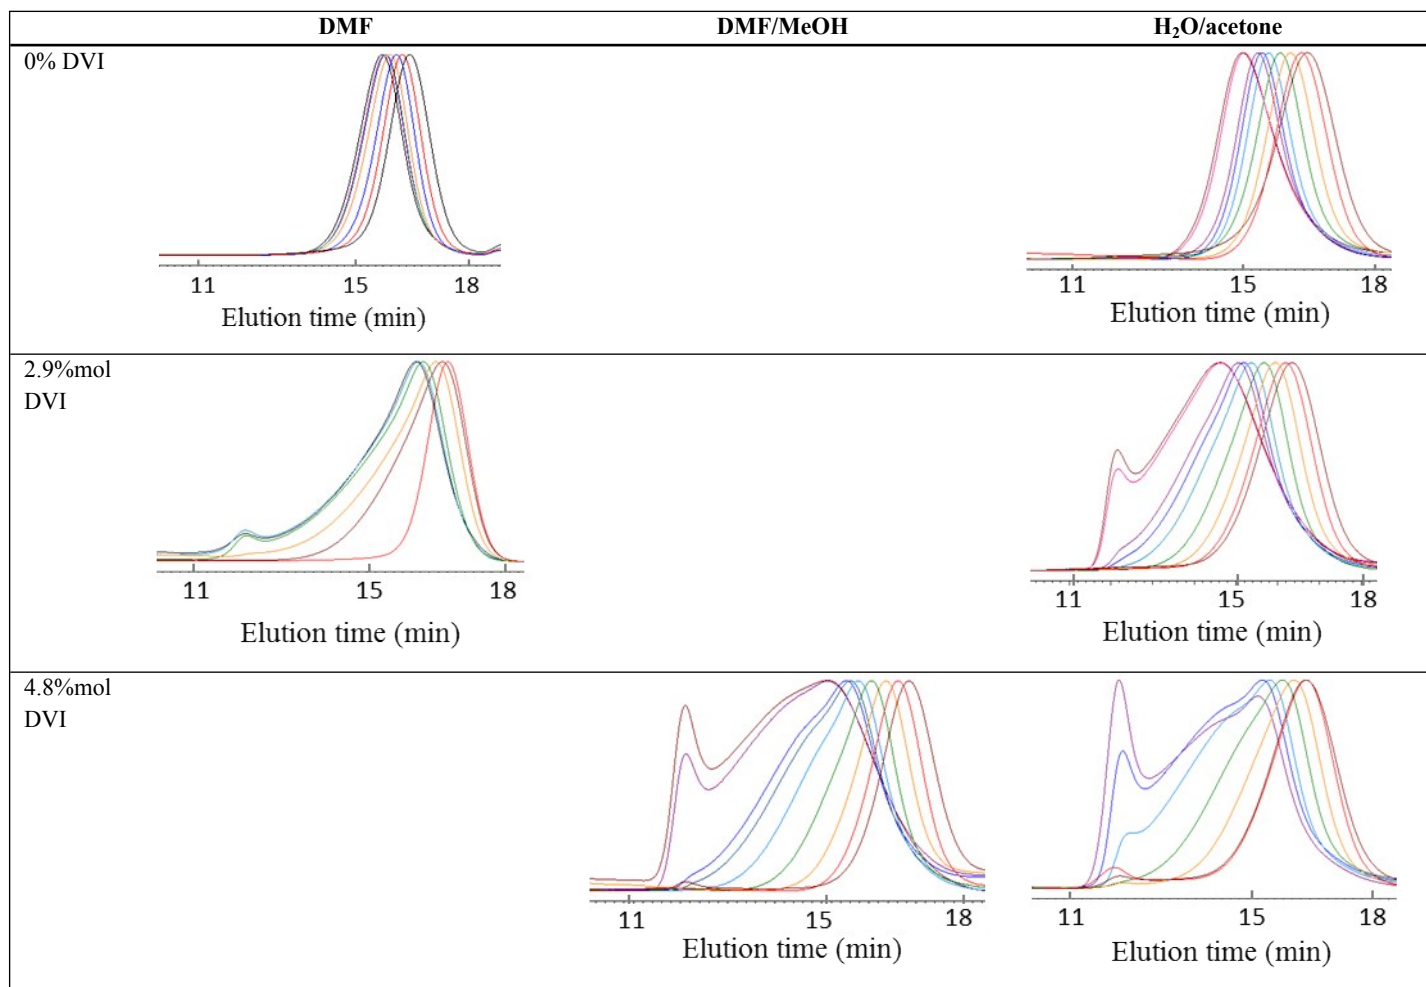 DMF DMF/MeOH H₂O/acetone
0% DVI
11 15 18
Elution time (min)
11 15 18
Elution time (min)
2.9%mol
DVI
11 15 18
Elution time (min)
11 15 18
Elution time (min)
4.8%mol
DVI
11 15 18
Elution time (min)
11 15 18
Elution time (min)